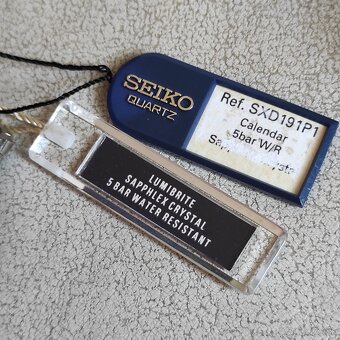 SEIKO
QUARTZ
Ref. SXD191P1
Calendar
5bar W/R
LUMIBRITE
SAPPHLEX CRYSTAL
5 BAR WATER RESISTANT